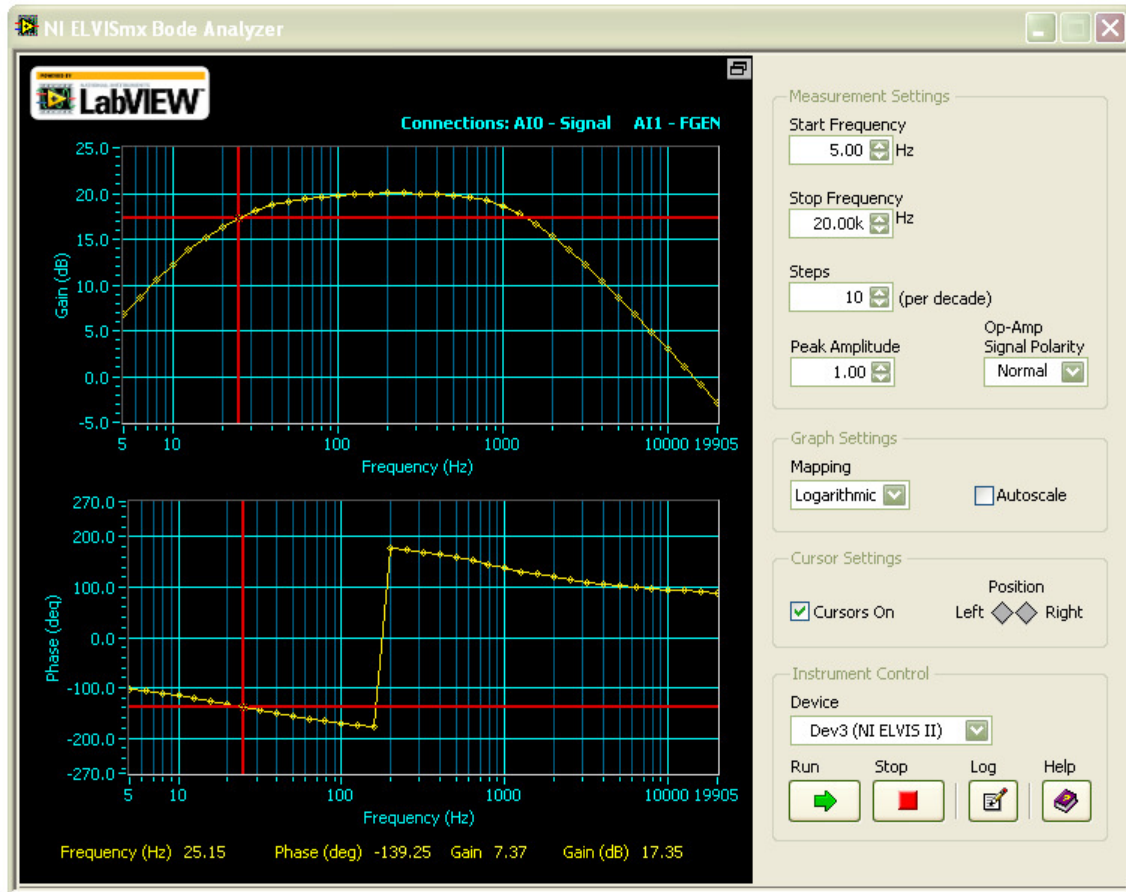 NI ELVISmx Bode Analyzer
POWERED BY
NATIONAL INSTRUMENTS
LabVIEW™
Connections: AI0 - Signal AI1 - FGEN
25.0
20.0
15.0
10.0
5.0
0.0
-5.0
Gain (dB)
5 10 100 1000 10000 19905
Frequency (Hz)
270.0
200.0
100.0
0.0
-100.0
-200.0
-270.0
Phase (deg)
5 10 100 1000 10000 19905
Frequency (Hz)
Frequency (Hz) 25.15 Phase (deg) -139.25 Gain 7.37 Gain (dB) 17.35
Measurement Settings
Start Frequency
5.00 Hz
Stop Frequency
20.00k Hz
Steps
10 (per decade)
Peak Amplitude
1.00
Op-Amp
Signal Polarity
Normal
Graph Settings
Mapping
Logarithmic
Autoscale
Cursor Settings
Cursors On
Position
Left Right
Instrument Control
Device
Dev3 (NI ELVIS II)
Run Stop Log Help